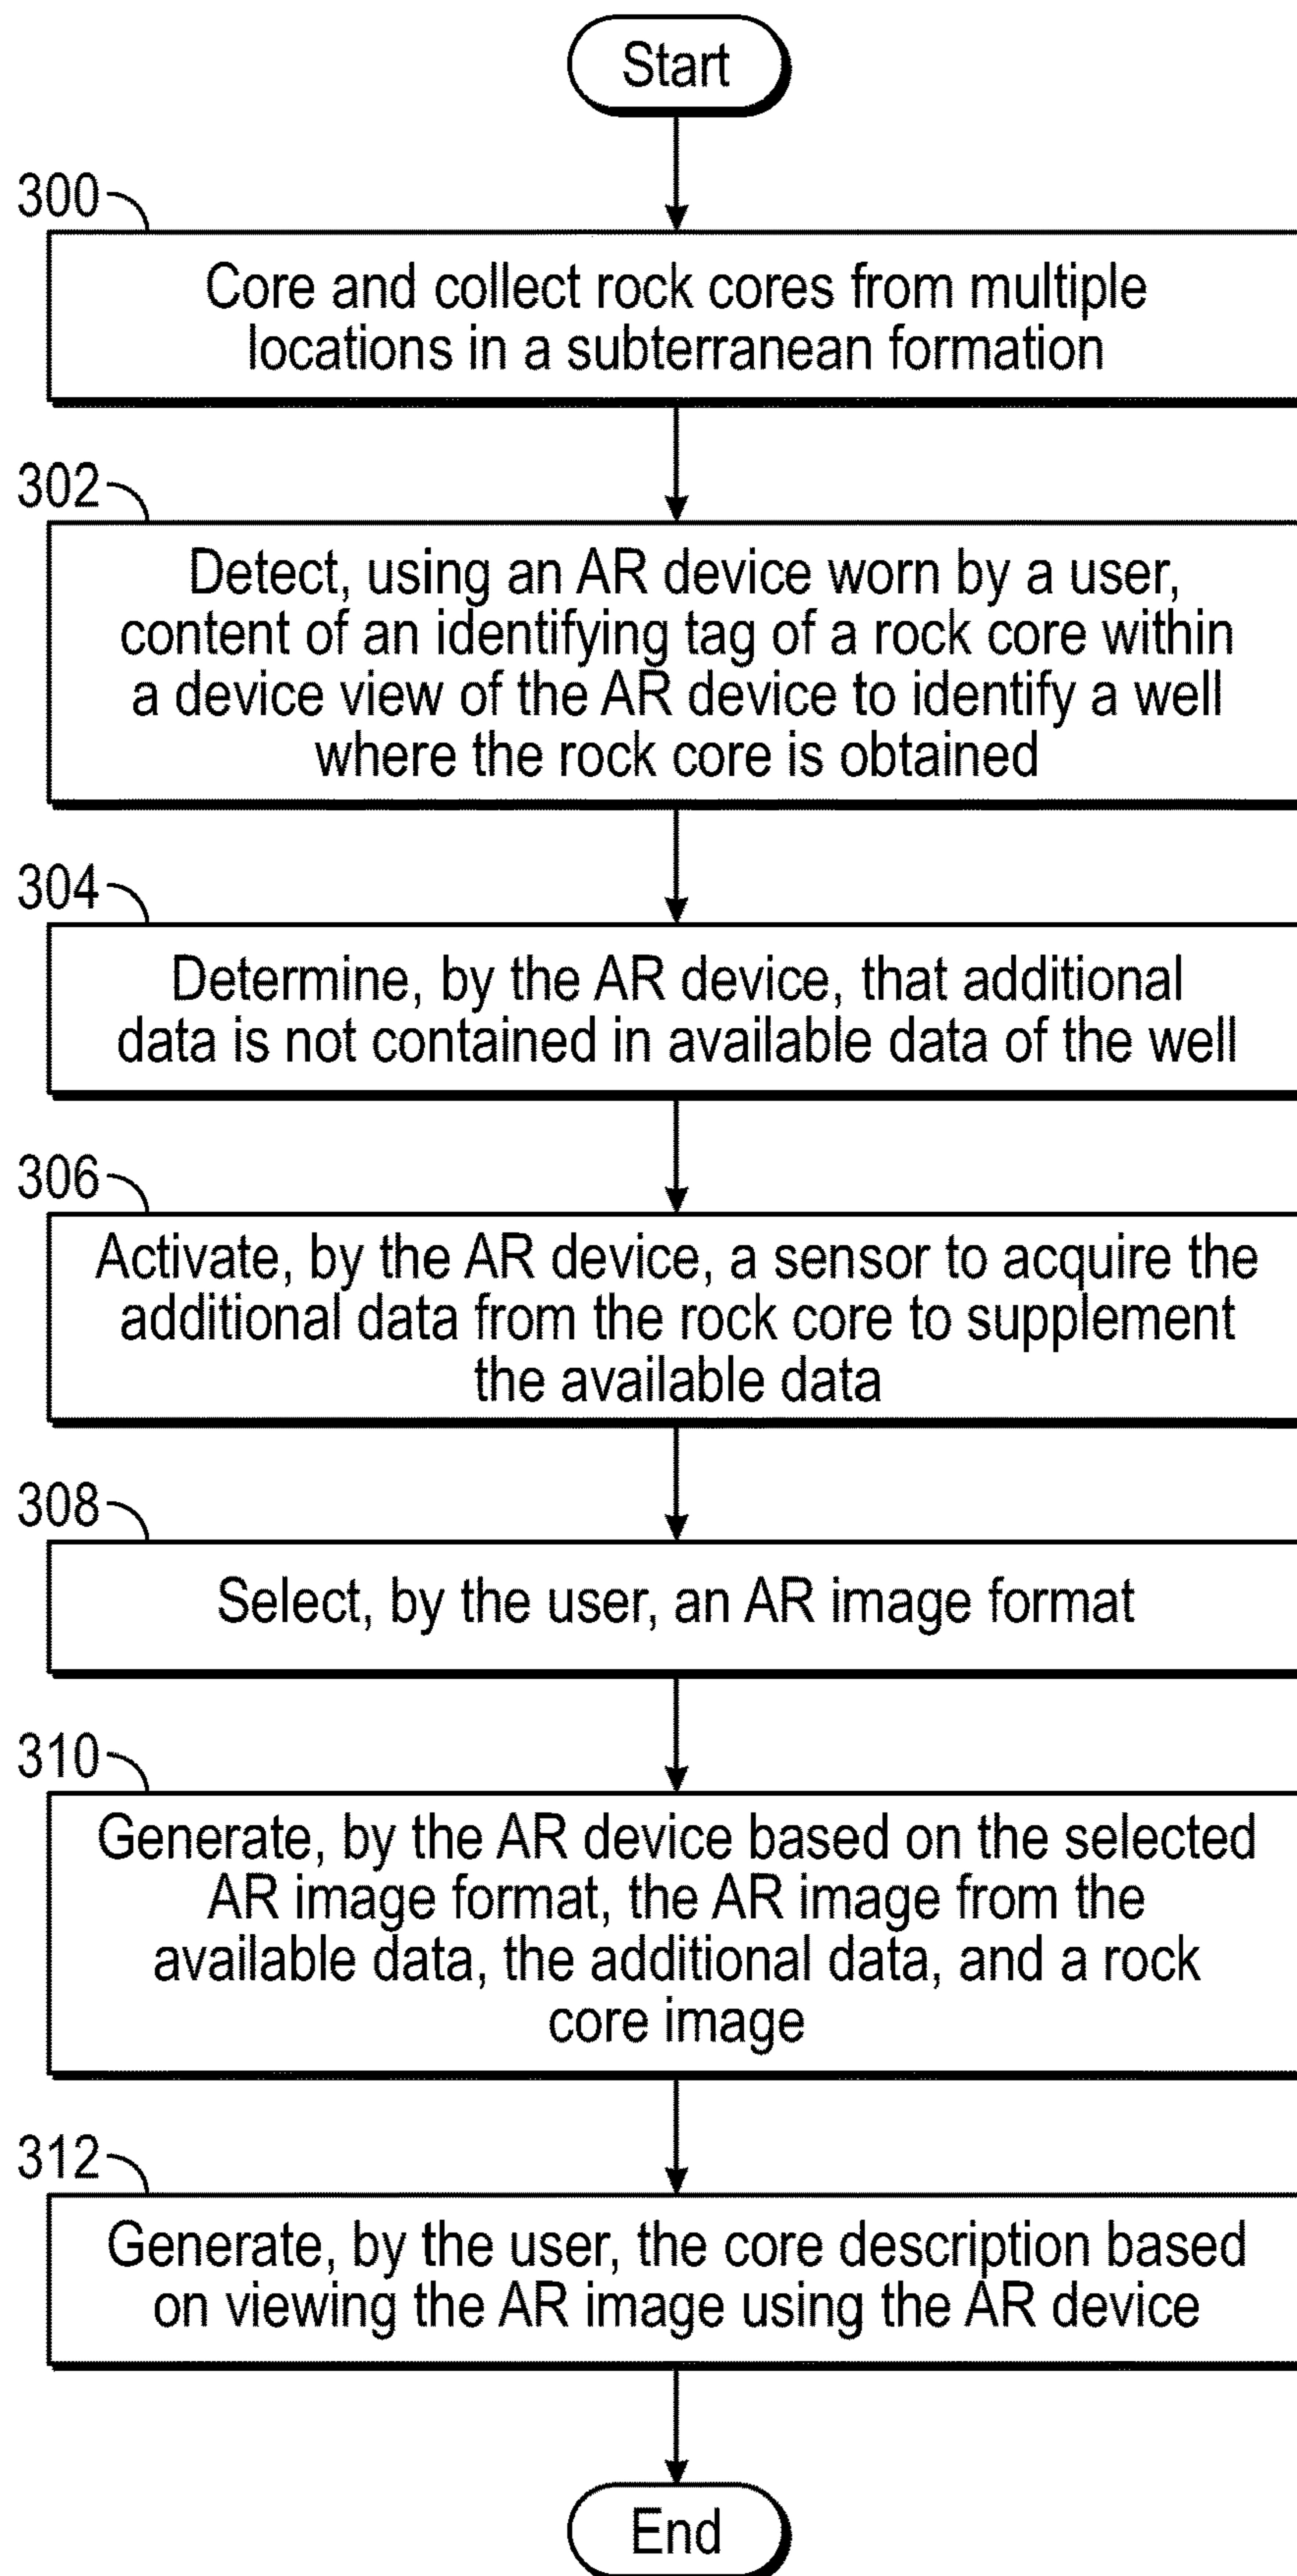 Start
300
Core and collect rock cores from multiple
locations in a subterranean formation
302
Detect, using an AR device worn by a user,
content of an identifying tag of a rock core within
a device view of the AR device to identify a well
where the rock core is obtained
304
Determine, by the AR device, that additional
data is not contained in available data of the well
306
Activate, by the AR device, a sensor to acquire the
additional data from the rock core to supplement
the available data
308
Select, by the user, an AR image format
310
Generate, by the AR device based on the selected
AR image format, the AR image from the
available data, the additional data, and a rock
core image
312
Generate, by the user, the core description based
on viewing the AR image using the AR device
End